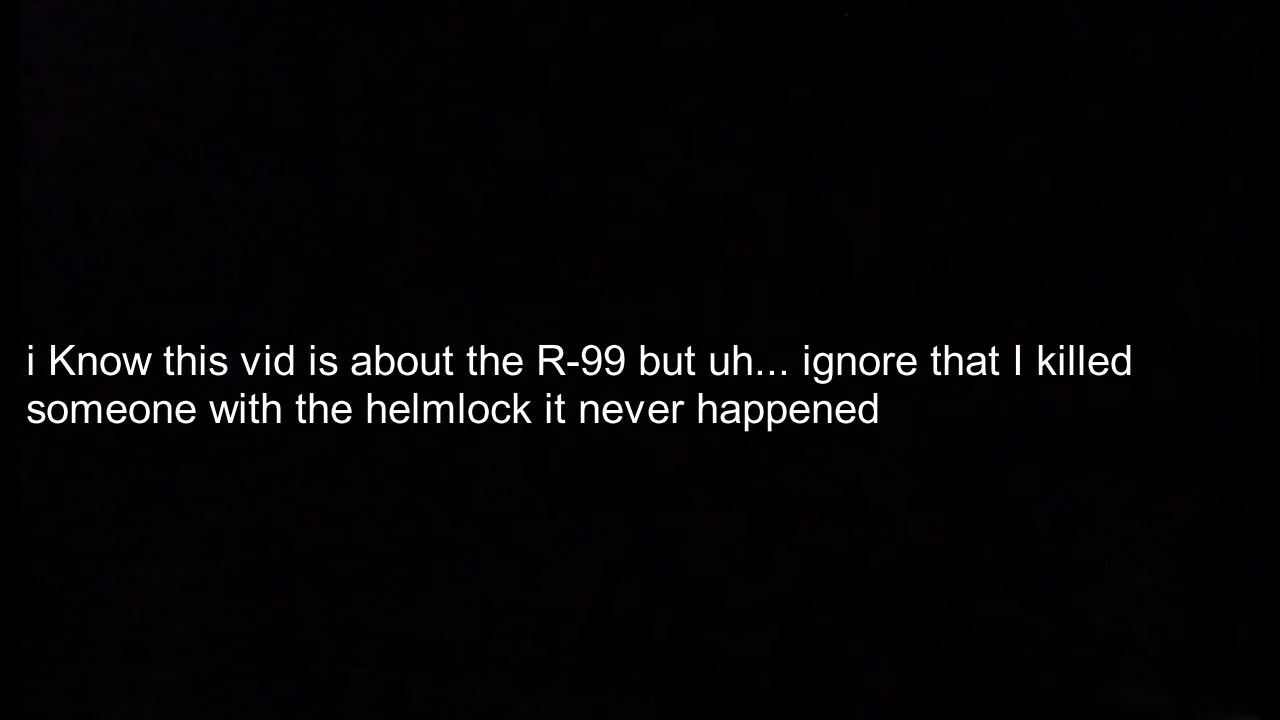 i Know this vid is about the R-99 but uh... ignore that I killed
someone with the helmlock it never happened